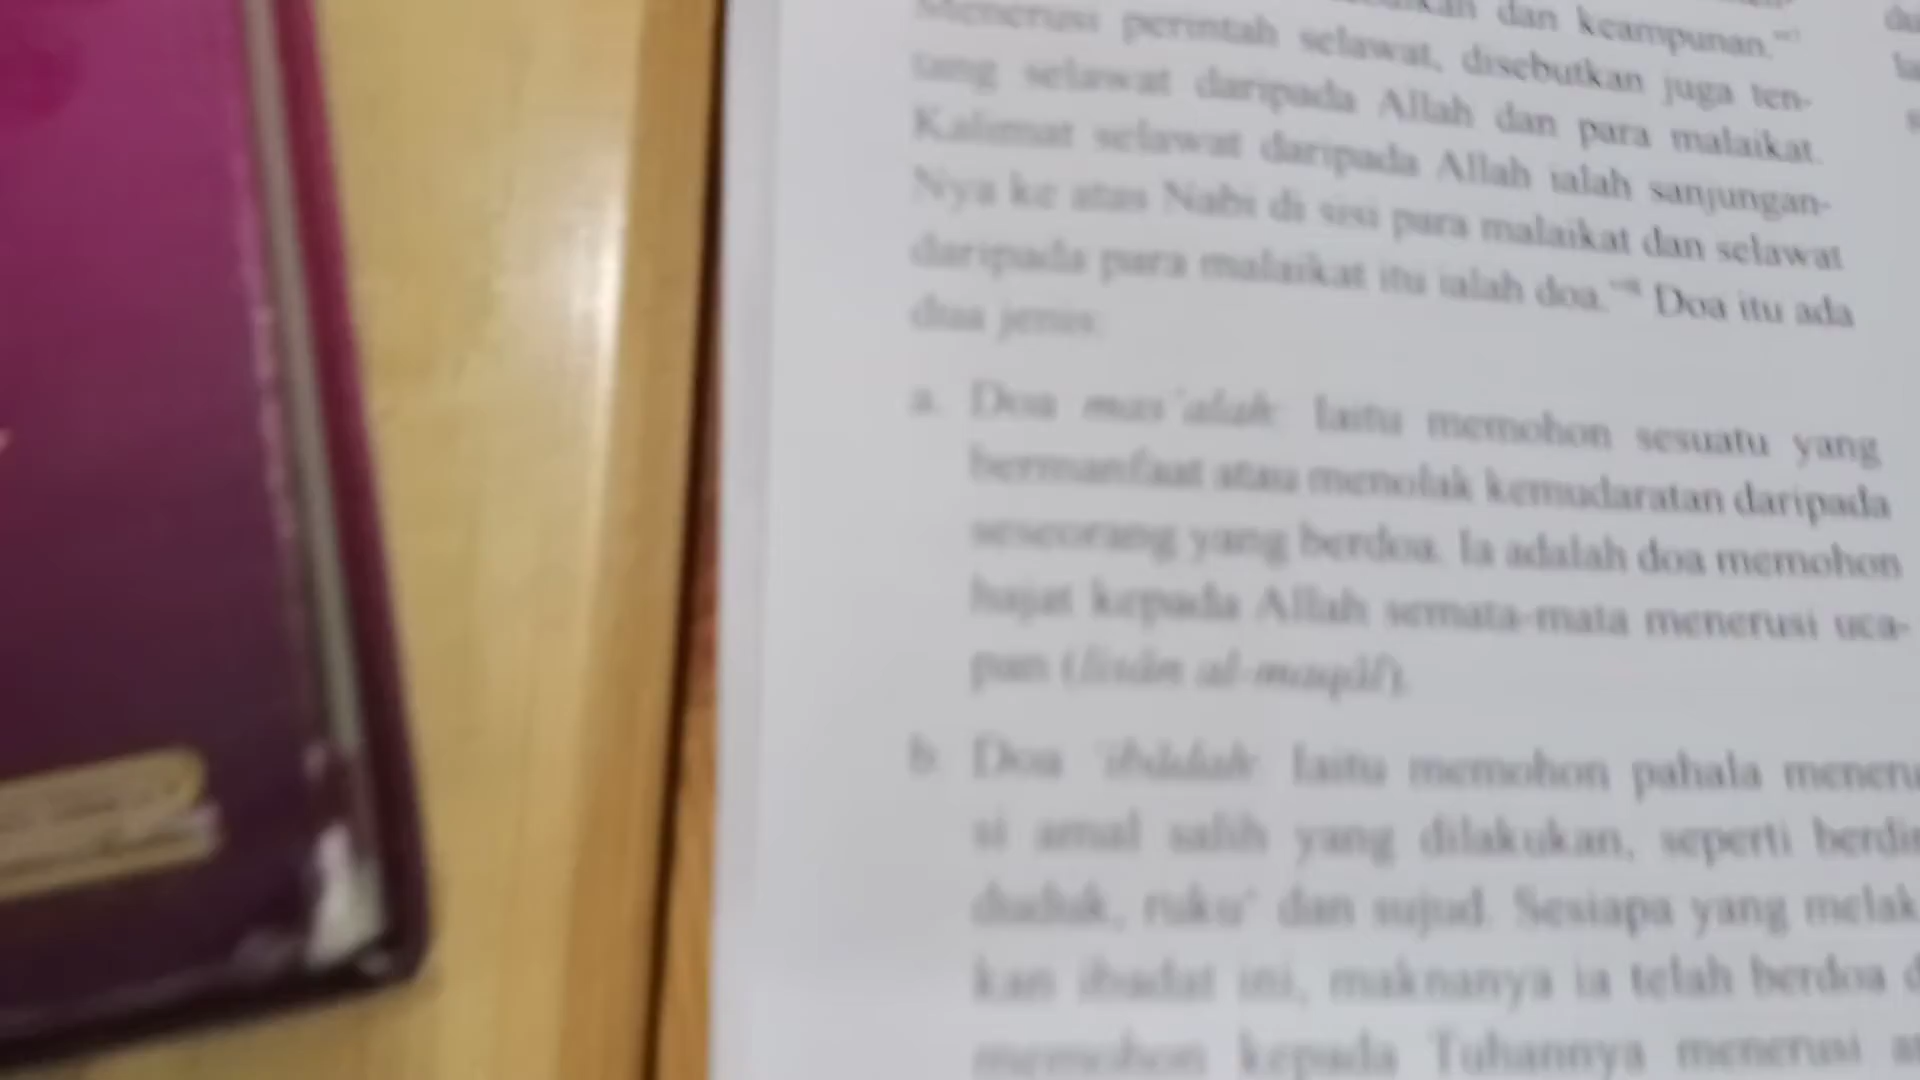 dan keampunan."
Menerusi perintah selawat, disebutkan juga ten-
tang selawat daripada Allah dan para malaikat.
Kalimat selawat daripada Allah ialah sanjungan-
Nya ke atas Nabi di sisi para malaikat dan selawat
daripada para malaikat itu ialah doa." Doa itu ada
dua jenis:
a. Doa mas'alah: Iaitu memohon sesuatu yang
bermanfaat atau menolak kemudaratan daripada
seseorang yang berdoa. Ia adalah doa memohon
hajat kepada Allah semata-mata menerusi uca-
pan (lisān al-maqāl).
b. Doa 'ibādah: Iaitu memohon pahala meneru
si amal salih yang dilakukan, seperti berdi
duduk, ruku' dan sujud. Sesiapa yang melak
kan ibadat ini, maknanya ia telah berdoa d
memohon kepada Tuhannya menerusi